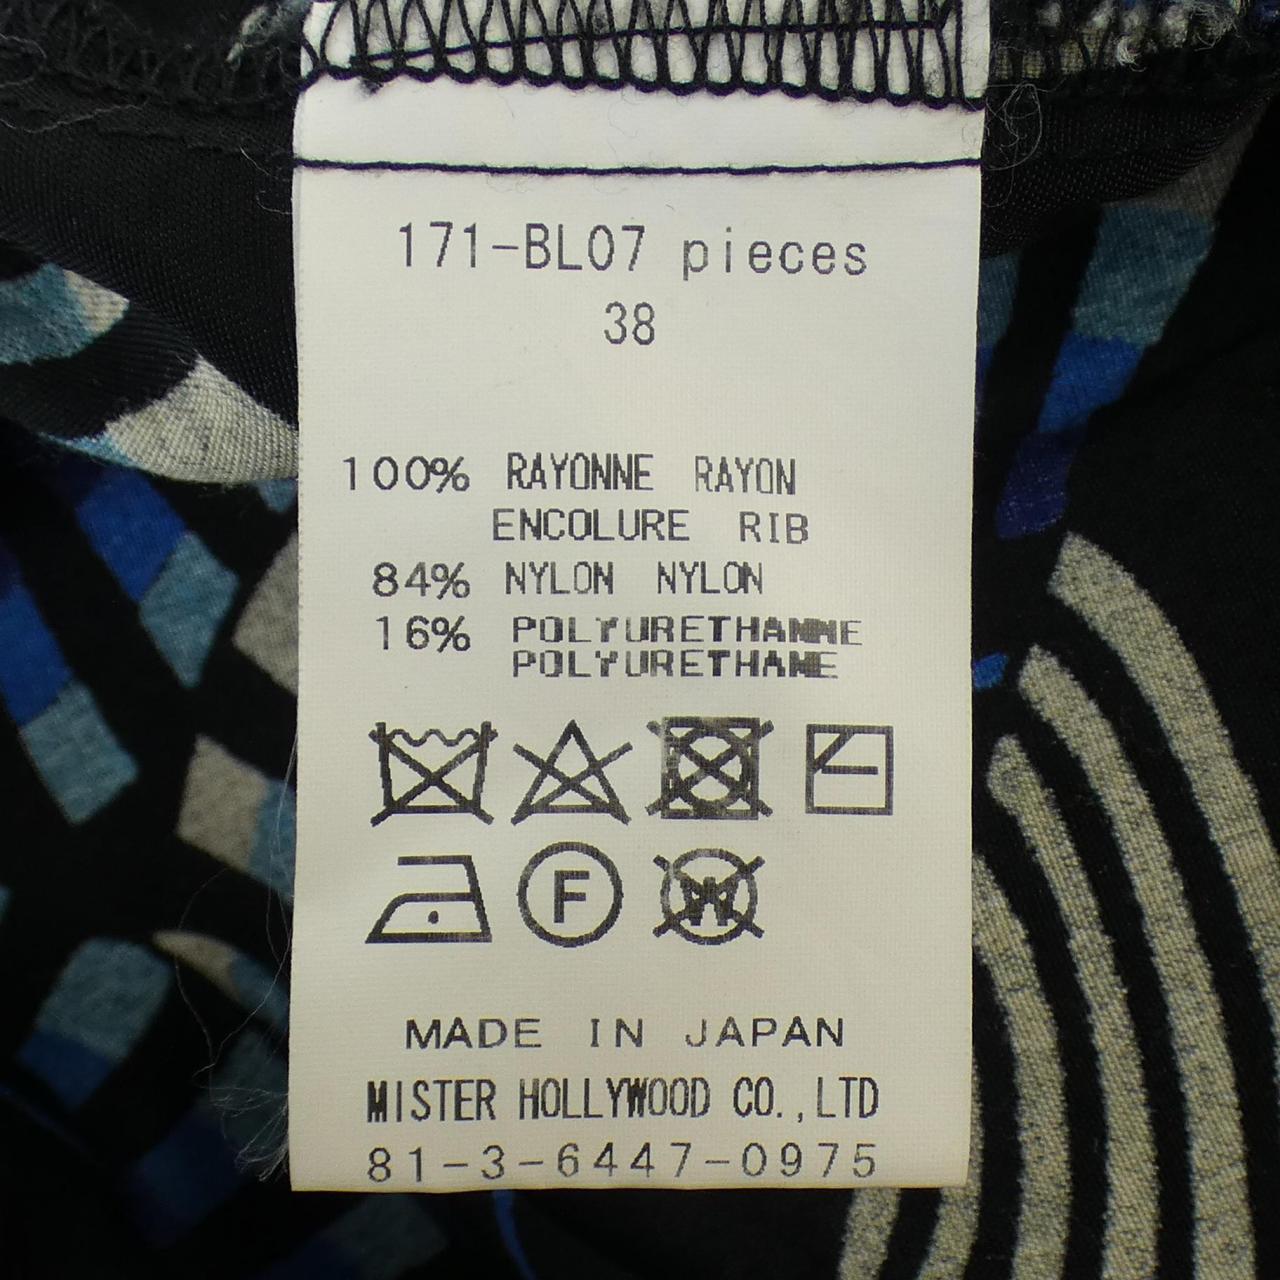 171-BL07 pieces
38
100% RAYONNE RAYON
ENCOLURE RIB
84% NYLON NYLON
16% POLYURETHANNE
POLYURETHANE
F W
MADE IN JAPAN
MISTER HOLLYWOOD CO.,LTD
81-3-6447-0975